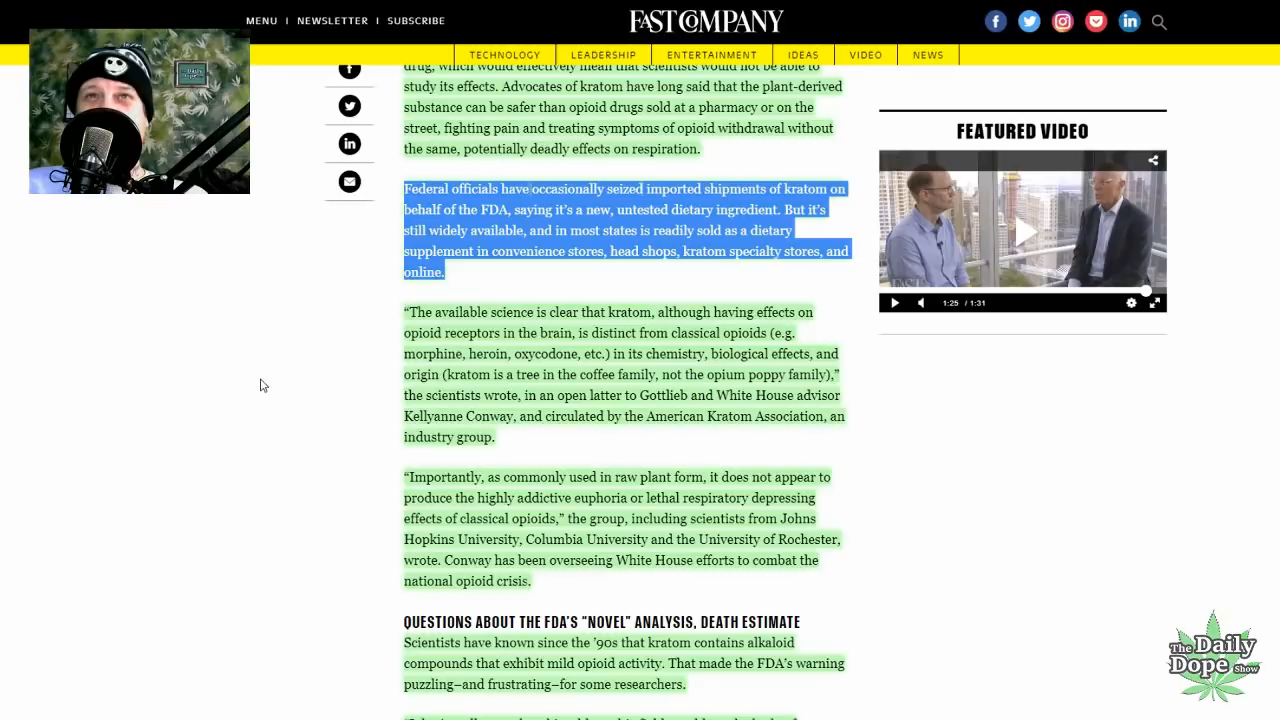 MENU | NEWSLETTER | SUBSCRIBE
FAST COMPANY
TECHNOLOGY LEADERSHIP ENTERTAINMENT IDEAS VIDEO NEWS
drug, which would effectively mean that scientists would not be able to
study its effects. Advocates of kratom have long said that the plant-derived
substance can be safer than opioid drugs sold at a pharmacy or on the
street, fighting pain and treating symptoms of opioid withdrawal without
the same, potentially deadly effects on respiration.
Federal officials have occasionally seized imported shipments of kratom on
behalf of the FDA, saying it’s a new, untested dietary ingredient. But it’s
still widely available, and in most states is readily sold as a dietary
supplement in convenience stores, head shops, kratom specialty stores, and
online.
“The available science is clear that kratom, although having effects on
opioid receptors in the brain, is distinct from classical opioids (e.g.
morphine, heroin, oxycodone, etc.) in its chemistry, biological effects, and
origin (kratom is a tree in the coffee family, not the opium poppy family),”
the scientists wrote, in an open latter to Gottlieb and White House advisor
Kellyanne Conway, and circulated by the American Kratom Association, an
industry group.
“Importantly, as commonly used in raw plant form, it does not appear to
produce the highly addictive euphoria or lethal respiratory depressing
effects of classical opioids,” the group, including scientists from Johns
Hopkins University, Columbia University and the University of Rochester,
wrote. Conway has been overseeing White House efforts to combat the
national opioid crisis.
QUESTIONS ABOUT THE FDA’S “NOVEL” ANALYSIS, DEATH ESTIMATE
Scientists have known since the ’90s that kratom contains alkaloid
compounds that exhibit mild opioid activity. That made the FDA’s warning
puzzling–and frustrating–for some researchers.
FEATURED VIDEO
1:25 / 1:31
The Daily
Dope Show